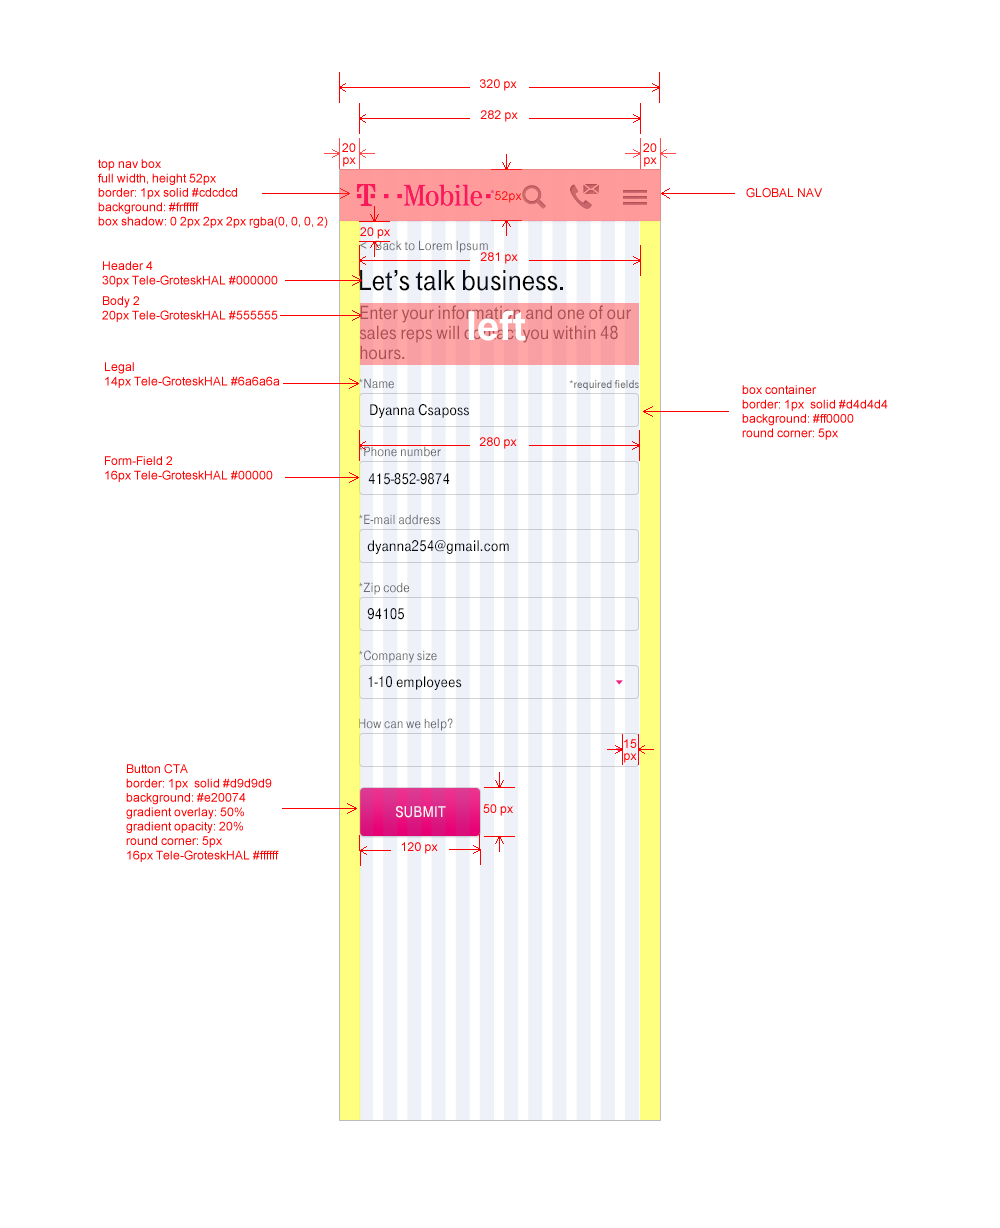 320 px
282 px
20 px
20 px
top nav box
full width, height 52px
border: 1px solid #cdcdcd
background: #frffffff
box shadow: 0 2px 2px 2px rgba(0, 0, 0, 2)
T··Mobile·
52px
GLOBAL NAV
20 px
< Back to Lorem Ipsum
281 px
Header 4
30px Tele-GroteskHAL #000000
Let's talk business.
Body 2
20px Tele-GroteskHAL #555555
Enter your information and one of our
sales reps will contact you within 48
hours.
left
Legal
14px Tele-GroteskHAL #6a6a6a
*Name
*required fields
Dyanna Csaposs
box container
border: 1px  solid #d4d4d4
background: #ff0000
round corner: 5px
280 px
*Phone number
Form-Field 2
16px Tele-GroteskHAL #00000
415-852-9874
*E-mail address
dyanna254@gmail.com
*Zip code
94105
*Company size
1-10 employees
How can we help?
15 px
Button CTA
border: 1px  solid #d9d9d9
background: #e20074
gradient overlay: 50%
gradient opacity: 20%
round corner: 5px
16px Tele-GroteskHAL #ffffff
SUBMIT
50 px
120 px